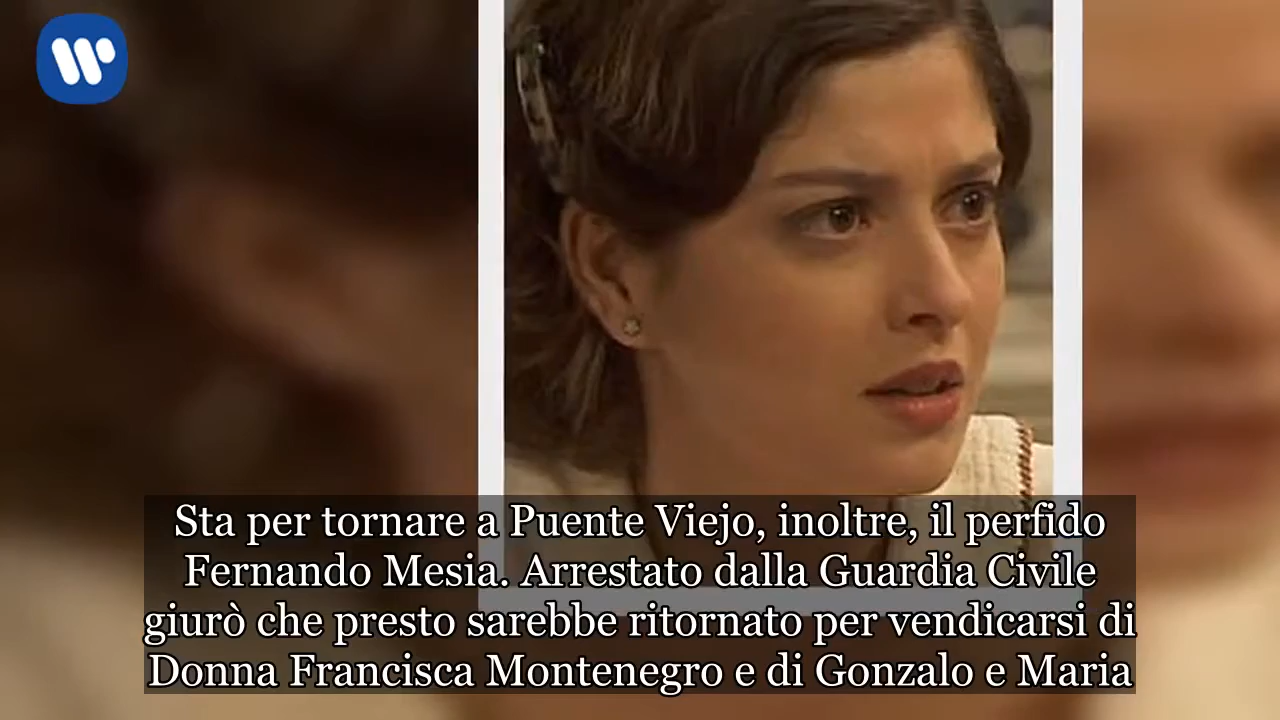 Sta per tornare a Puente Viejo, inoltre, il perfido
Fernando Mesia. Arrestato dalla Guardia Civile
giurò che presto sarebbe ritornato per vendicarsi di
Donna Francisca Montenegro e di Gonzalo e Maria